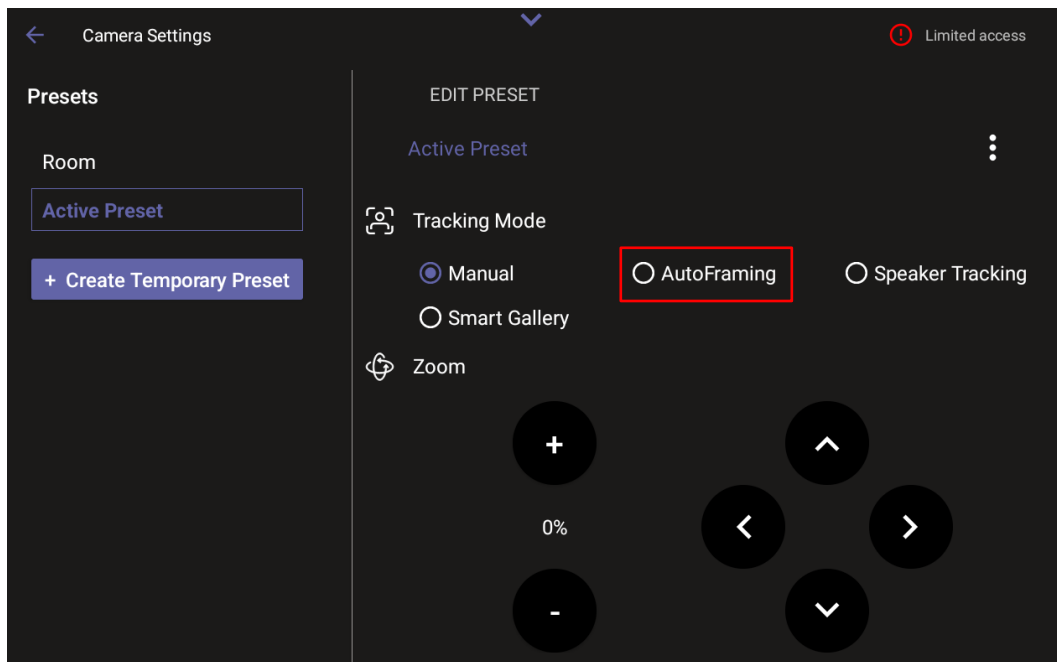 Camera Settings
Limited access
Presets
Room
Active Preset
+ Create Temporary Preset
EDIT PRESET
Active Preset
Tracking Mode
Manual
AutoFraming
Speaker Tracking
Smart Gallery
Zoom
+
0%
-